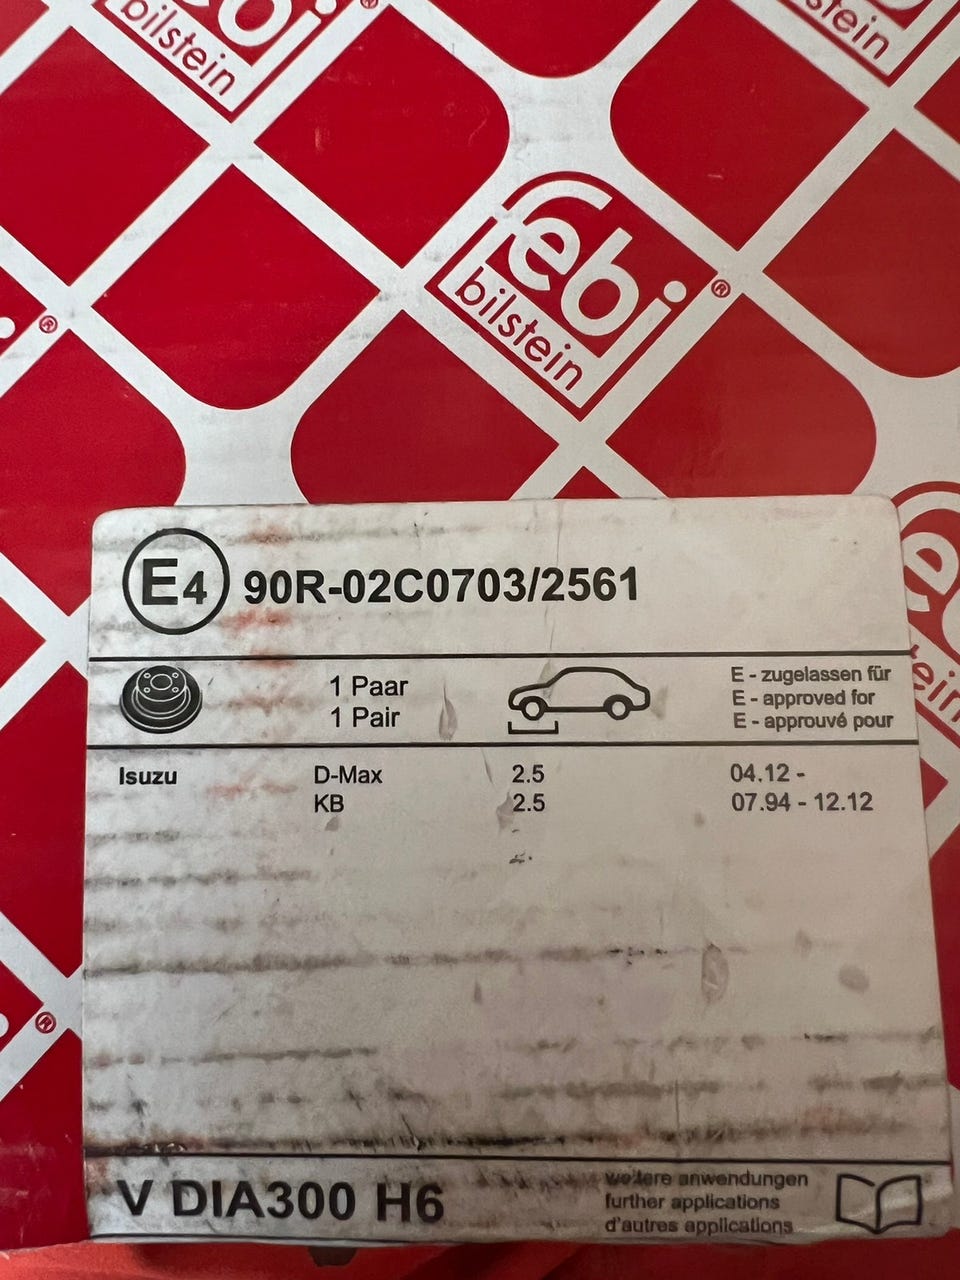 febi
bilstein
stein
febi®
bilstein
®
®
E4 90R-02C0703/2561
1 Paar
1 Pair
E - zugelassen für
E - approved for
E - approuvé pour
Isuzu D-Max 2.5 04.12 -
KB 2.5 07.94 - 12.12
V DIA300 H6
weitere anwendungen
further applications
d'autres applications